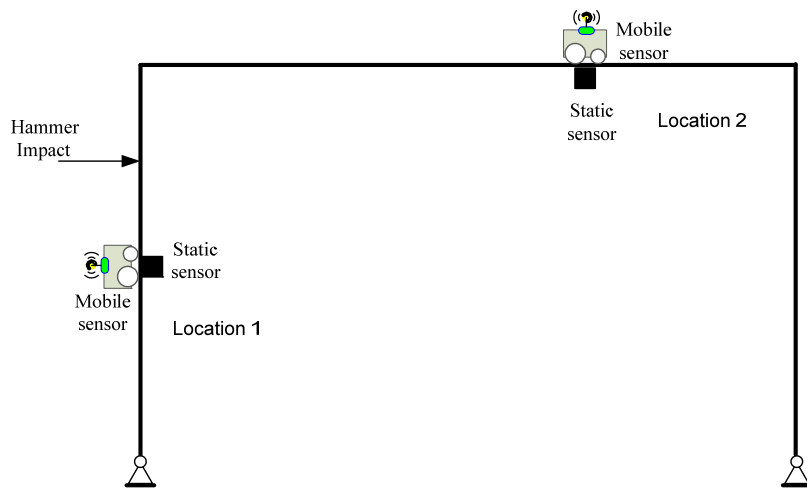 Mobile
sensor
Static
sensor
Location 2
Hammer
Impact
Static
sensor
Mobile
sensor
Location 1